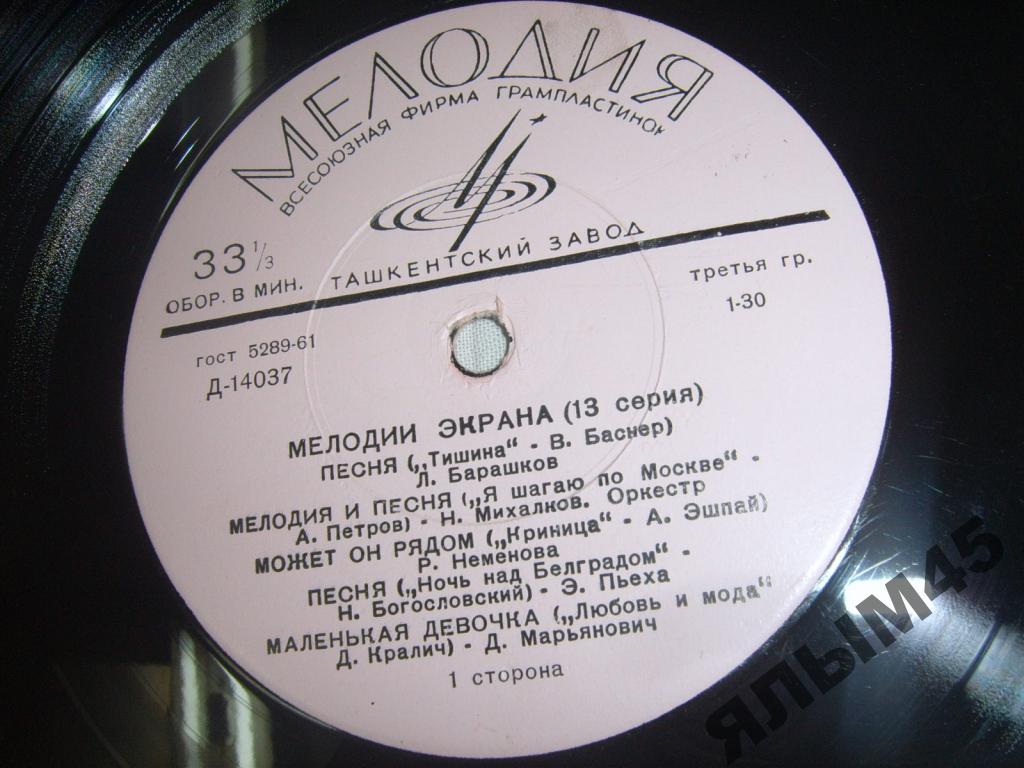 МЕЛОДИЯ
ВСЕСОЮЗНАЯ ФИРМА ГРАМПЛАСТИНОК
33 1/3
ОБОР. В МИН.
ТАШКЕНТСКИЙ ЗАВОД
третья гр.
1-30
гост 5289-61
Д-14037
МЕЛОДИИ ЭКРАНА (13 серия)
ПЕСНЯ („Тишина" - В. Баснер)
Л. Барашков
МЕЛОДИЯ И ПЕСНЯ („Я шагаю по Москве" -
А. Петров) - Н. Михалков. Оркестр
МОЖЕТ ОН РЯДОМ („Криница" - А. Эшпай)
Р. Неменова
ПЕСНЯ („Ночь над Белградом" -
Н. Богословский) - Э. Пьеха
МАЛЕНЬКАЯ ДЕВОЧКА („Любовь и мода"
Д. Кралич) - Д. Марьянович
1 сторона
ЯЛЫМ45